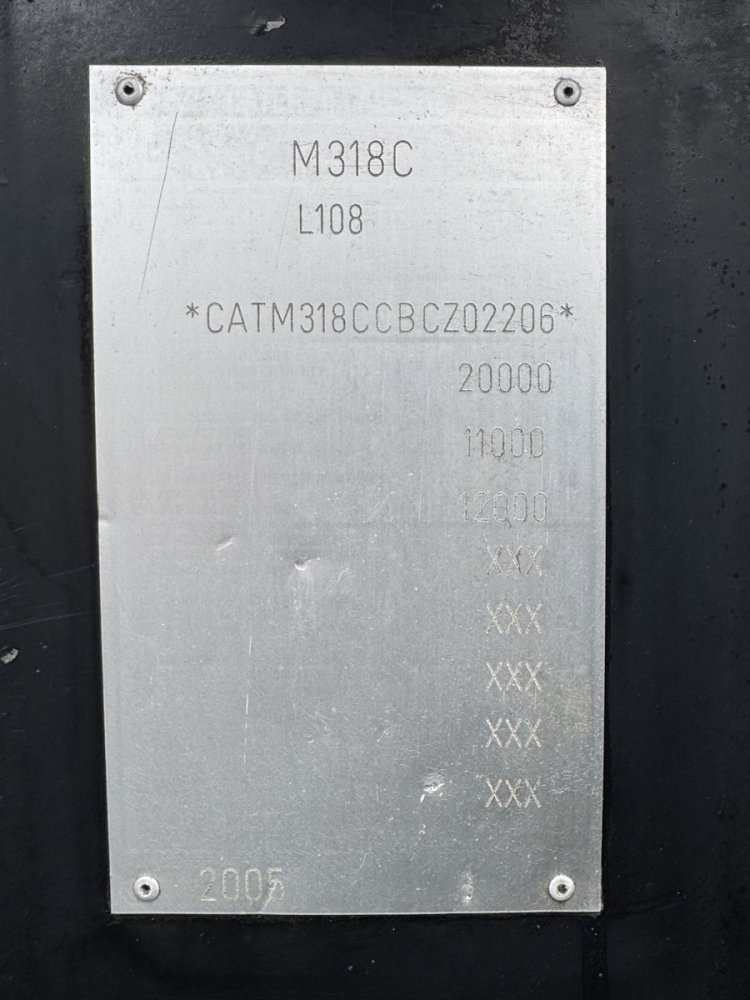 M318C
L108
*CATM318CCBCZ02206*
20000
11000
12000
XXX
XXX
XXX
XXX
XXX
2005